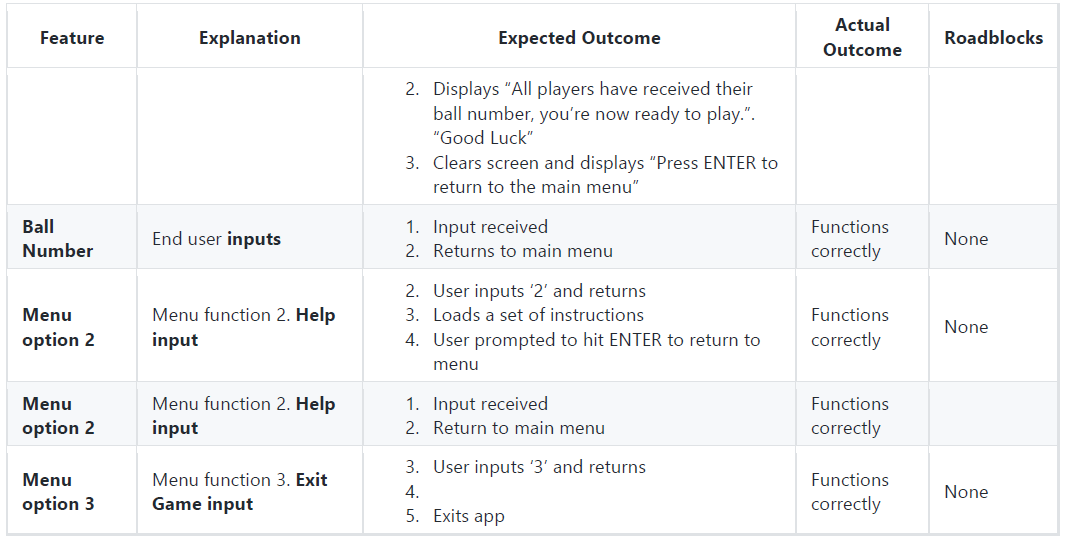 Feature Explanation Expected Outcome Actual Outcome Roadblocks
2. Displays “All players have received their
ball number, you’re now ready to play.”.
“Good Luck”
3. Clears screen and displays “Press ENTER to
return to the main menu”
Ball Number
End user inputs
1. Input received
2. Returns to main menu
Functions correctly
None
Menu option 2
Menu function 2. Help input
2. User inputs ‘2’ and returns
3. Loads a set of instructions
4. User prompted to hit ENTER to return to
menu
Functions correctly
None
Menu option 2
Menu function 2. Help input
1. Input received
2. Return to main menu
Functions correctly
Menu option 3
Menu function 3. Exit Game input
3. User inputs ‘3’ and returns
4.
5. Exits app
Functions correctly
None